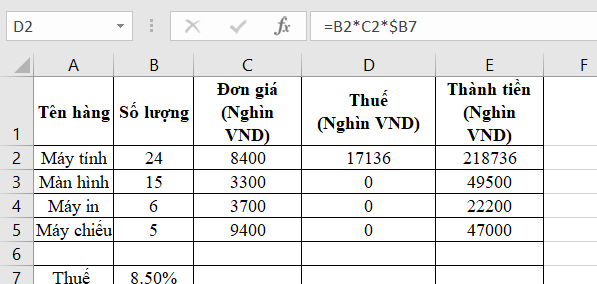 D2 fx =B2*C2*$B7
A B C D E F
1 Tên hàng Số lượng Đơn giá (Nghìn VND) Thuế (Nghìn VND) Thành tiền (Nghìn VND)
2 Máy tính 24 8400 17136 218736
3 Màn hình 15 3300 0 49500
4 Máy in 6 3700 0 22200
5 Máy chiếu 5 9400 0 47000
6
7 Thuế 8.50%